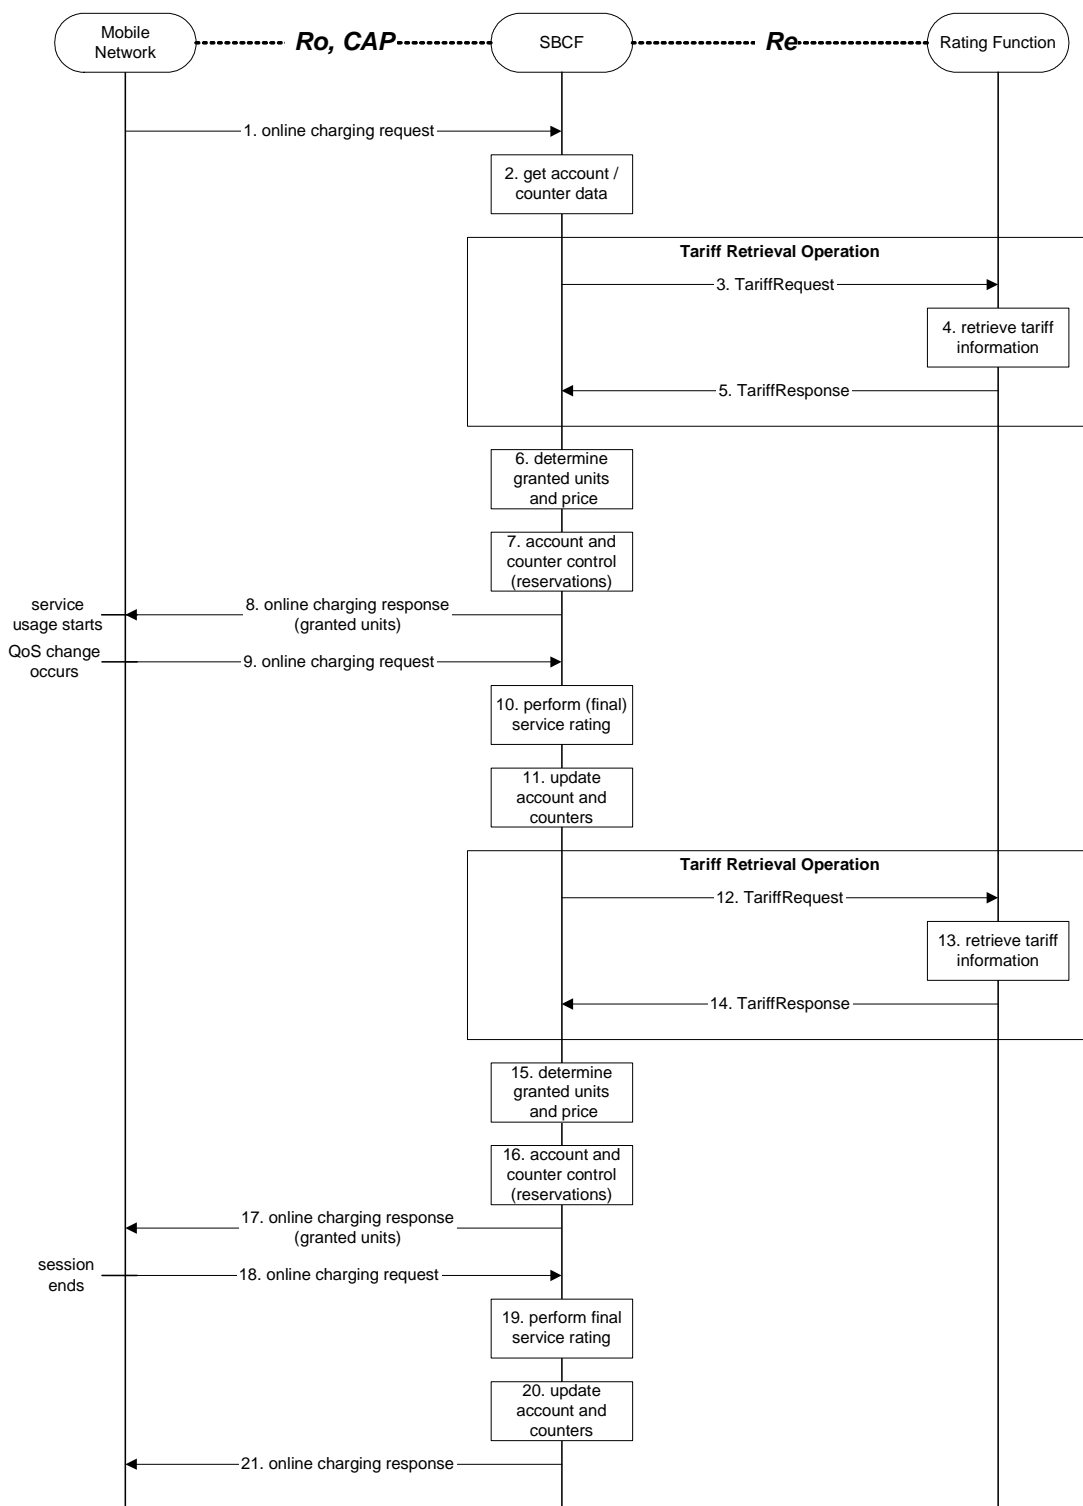 Mobile
Network
Ro, CAP
SBCF
Re
Rating Function
1. online charging request
2. get account /
counter data
Tariff Retrieval Operation
3. TariffRequest
4. retrieve tariff
information
5. TariffResponse
6. determine
granted units
and price
7. account and
counter control
(reservations)
service
usage starts
8. online charging response
(granted units)
QoS change
occurs
9. online charging request
10. perform (final)
service rating
11. update
account and
counters
Tariff Retrieval Operation
12. TariffRequest
13. retrieve tariff
information
14. TariffResponse
15. determine
granted units
and price
16. account and
counter control
(reservations)
17. online charging response
(granted units)
session
ends
18. online charging request
19. perform final
service rating
20. update
account and
counters
21. online charging response